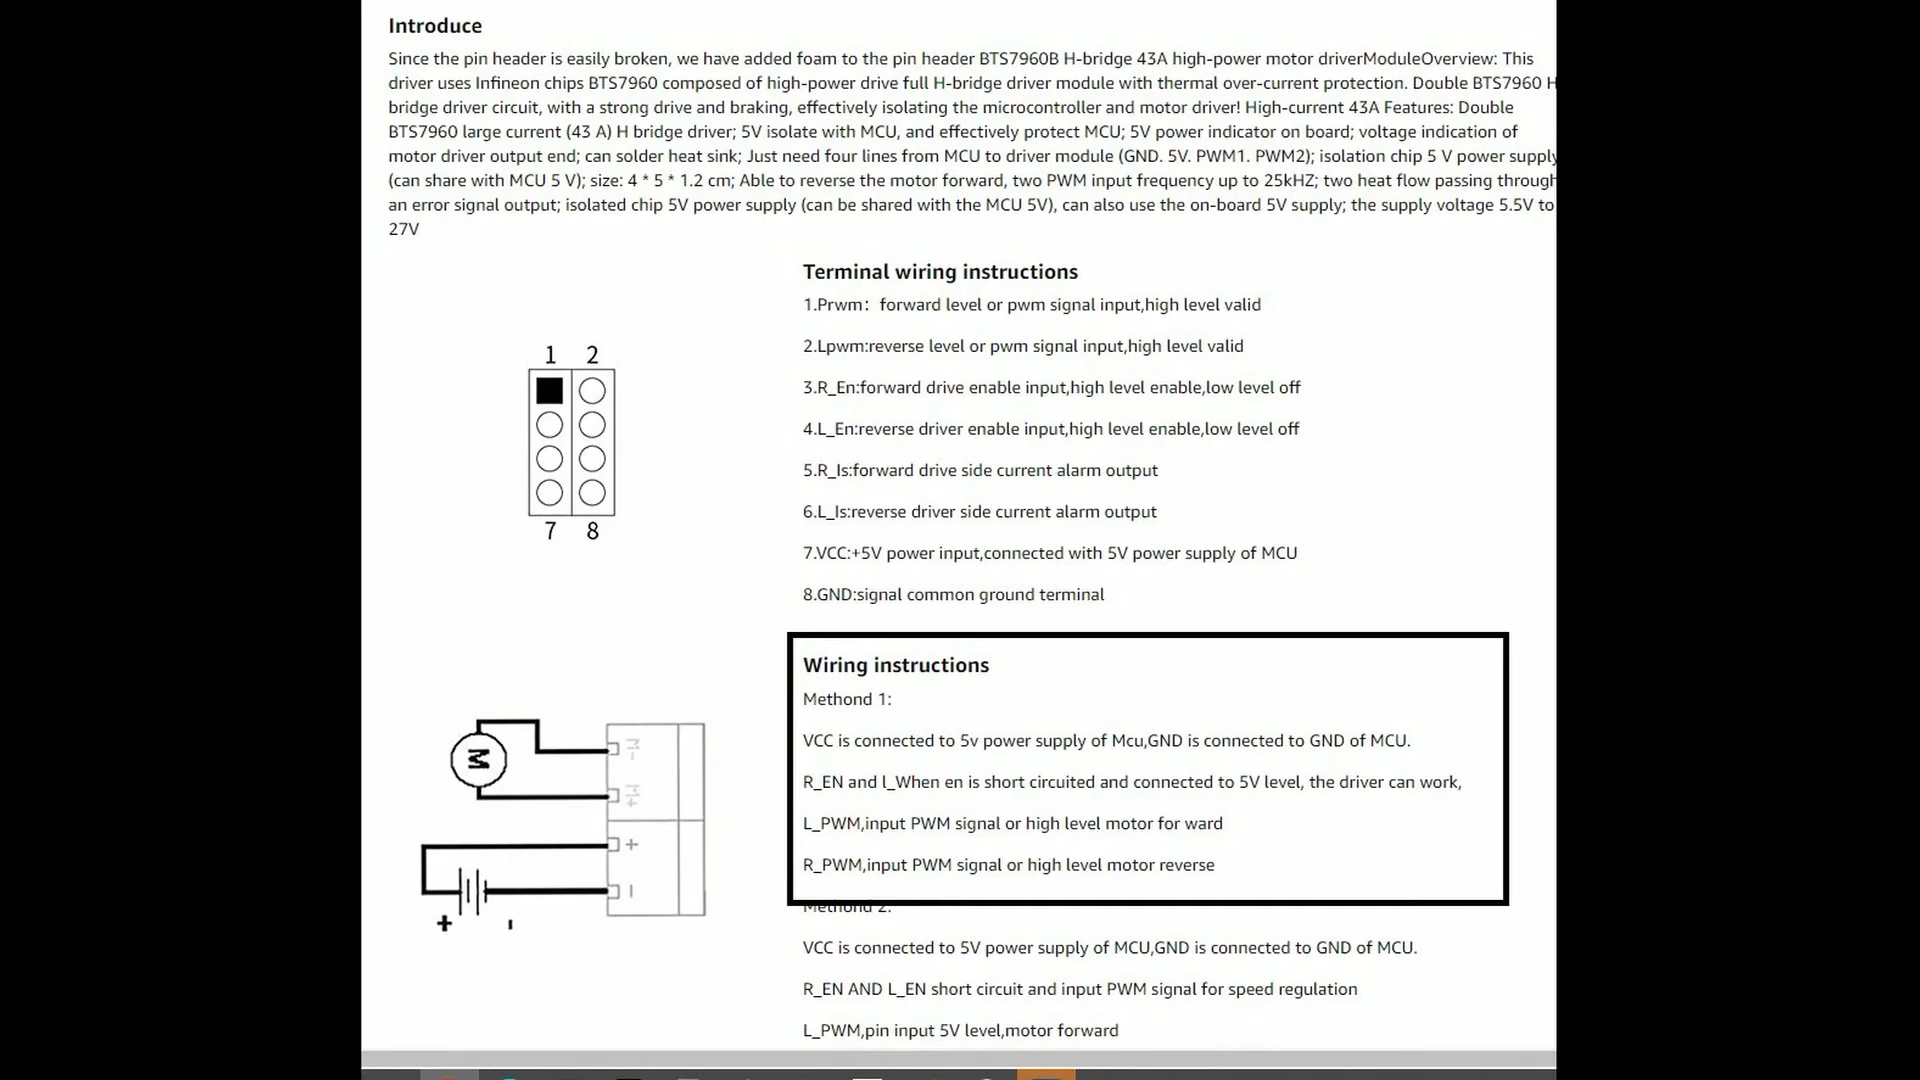 Introduce
Since the pin header is easily broken, we have added foam to the pin header BTS7960B H-bridge 43A high-power motor driverModuleOverview: This
driver uses Infineon chips BTS7960 composed of high-power drive full H-bridge driver module with thermal over-current protection. Double BTS7960 H
bridge driver circuit, with a strong drive and braking, effectively isolating the microcontroller and motor driver! High-current 43A Features: Double
BTS7960 large current (43 A) H bridge driver; 5V isolate with MCU, and effectively protect MCU; 5V power indicator on board; voltage indication of
motor driver output end; can solder heat sink; Just need four lines from MCU to driver module (GND. 5V. PWM1. PWM2); isolation chip 5 V power supply
(can share with MCU 5 V); size: 4 * 5 * 1.2 cm; Able to reverse the motor forward, two PWM input frequency up to 25kHZ; two heat flow passing through
an error signal output; isolated chip 5V power supply (can be shared with the MCU 5V), can also use the on-board 5V supply; the supply voltage 5.5V to
27V
Terminal wiring instructions
1.Prwm： forward level or pwm signal input,high level valid
2.Lpwm:reverse level or pwm signal input,high level valid
3.R_En:forward drive enable input,high level enable,low level off
4.L_En:reverse driver enable input,high level enable,low level off
5.R_Is:forward drive side current alarm output
6.L_Is:reverse driver side current alarm output
7.VCC:+5V power input,connected with 5V power supply of MCU
8.GND:signal common ground terminal
1 2
7 8
Wiring instructions
Methond 1:
VCC is connected to 5v power supply of Mcu,GND is connected to GND of MCU.
R_EN and l_When en is short circuited and connected to 5V level, the driver can work,
L_PWM,input PWM signal or high level motor for ward
R_PWM,input PWM signal or high level motor reverse
Methond 2:
VCC is connected to 5V power supply of MCU,GND is connected to GND of MCU.
R_EN AND L_EN short circuit and input PWM signal for speed regulation
L_PWM,pin input 5V level,motor forward
M
M-
M+
+
-
+ -